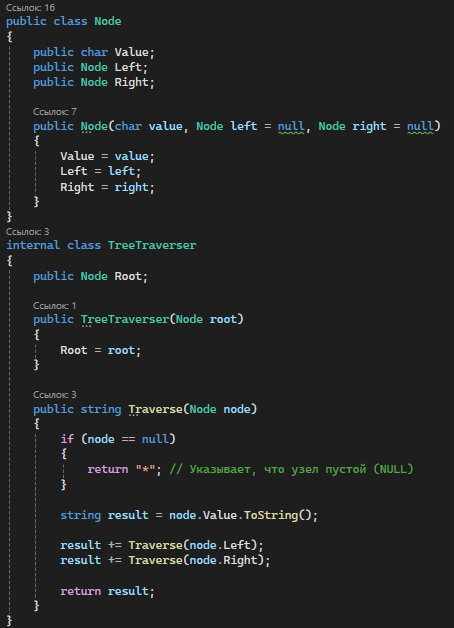 Ссылок: 16
public class Node
{
public char Value;
public Node Left;
public Node Right;
Ссылок: 7
public Node(char value, Node left = null, Node right = null)
{
Value = value;
Left = left;
Right = right;
}
}
Ссылок: 3
internal class TreeTraverser
{
public Node Root;
Ссылок: 1
public TreeTraverser(Node root)
{
Root = root;
}
Ссылок: 3
public string Traverse(Node node)
{
if (node == null)
{
return "*"; // Указывает, что узел пустой (NULL)
}
string result = node.Value.ToString();
result += Traverse(node.Left);
result += Traverse(node.Right);
return result;
}
}